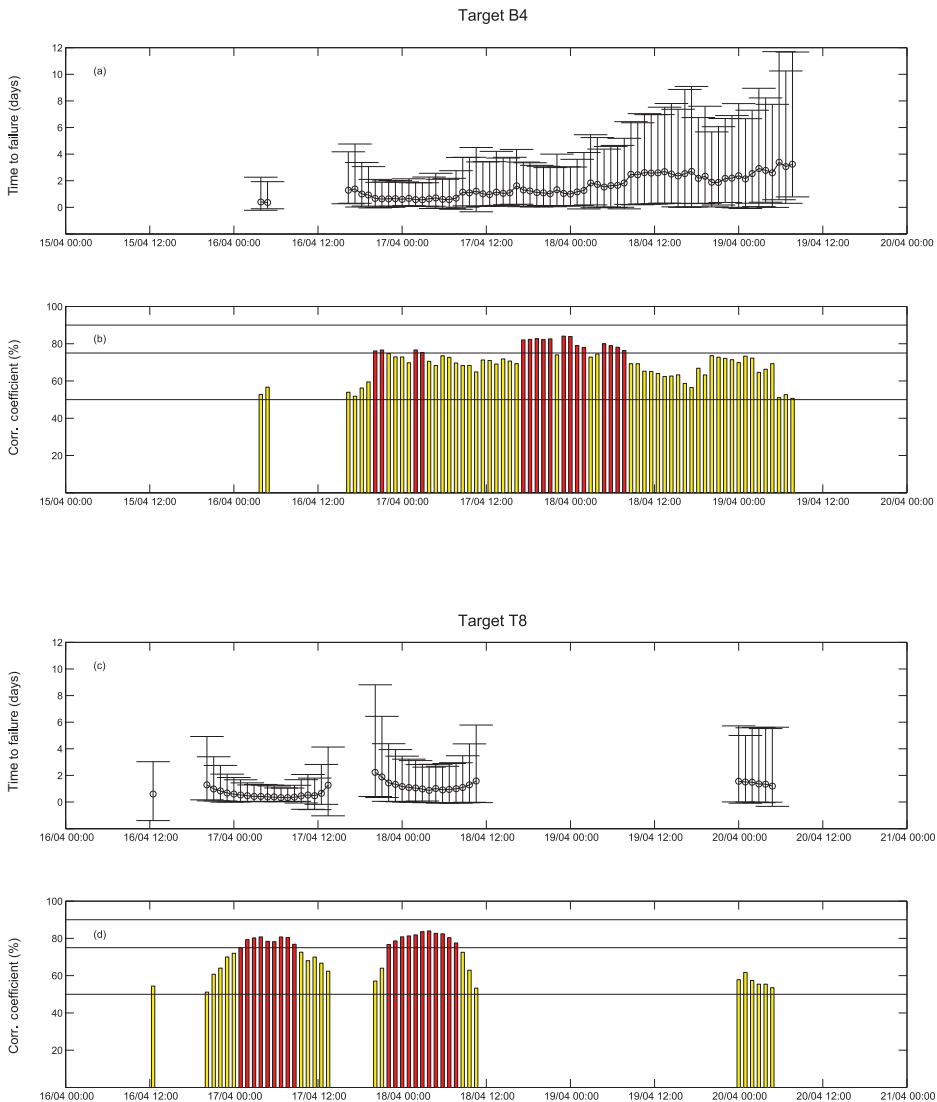 Target B4
Time to failure (days)
(a)
12
10
8
6
4
2
0
15/04 00:00 15/04 12:00 16/04 00:00 16/04 12:00 17/04 00:00 17/04 12:00 18/04 00:00 18/04 12:00 19/04 00:00 19/04 12:00 20/04 00:00
Corr. coefficient (%)
(b)
100
80
60
40
20
15/04 00:00 15/04 12:00 16/04 00:00 16/04 12:00 17/04 00:00 17/04 12:00 18/04 00:00 18/04 12:00 19/04 00:00 19/04 12:00 20/04 00:00
Target T8
Time to failure (days)
(c)
12
10
8
6
4
2
0
16/04 00:00 16/04 12:00 17/04 00:00 17/04 12:00 18/04 00:00 18/04 12:00 19/04 00:00 19/04 12:00 20/04 00:00 20/04 12:00 21/04 00:00
Corr. coefficient (%)
(d)
100
80
60
40
20
16/04 00:00 16/04 12:00 17/04 00:00 17/04 12:00 18/04 00:00 18/04 12:00 19/04 00:00 19/04 12:00 20/04 00:00 20/04 12:00 21/04 00:00